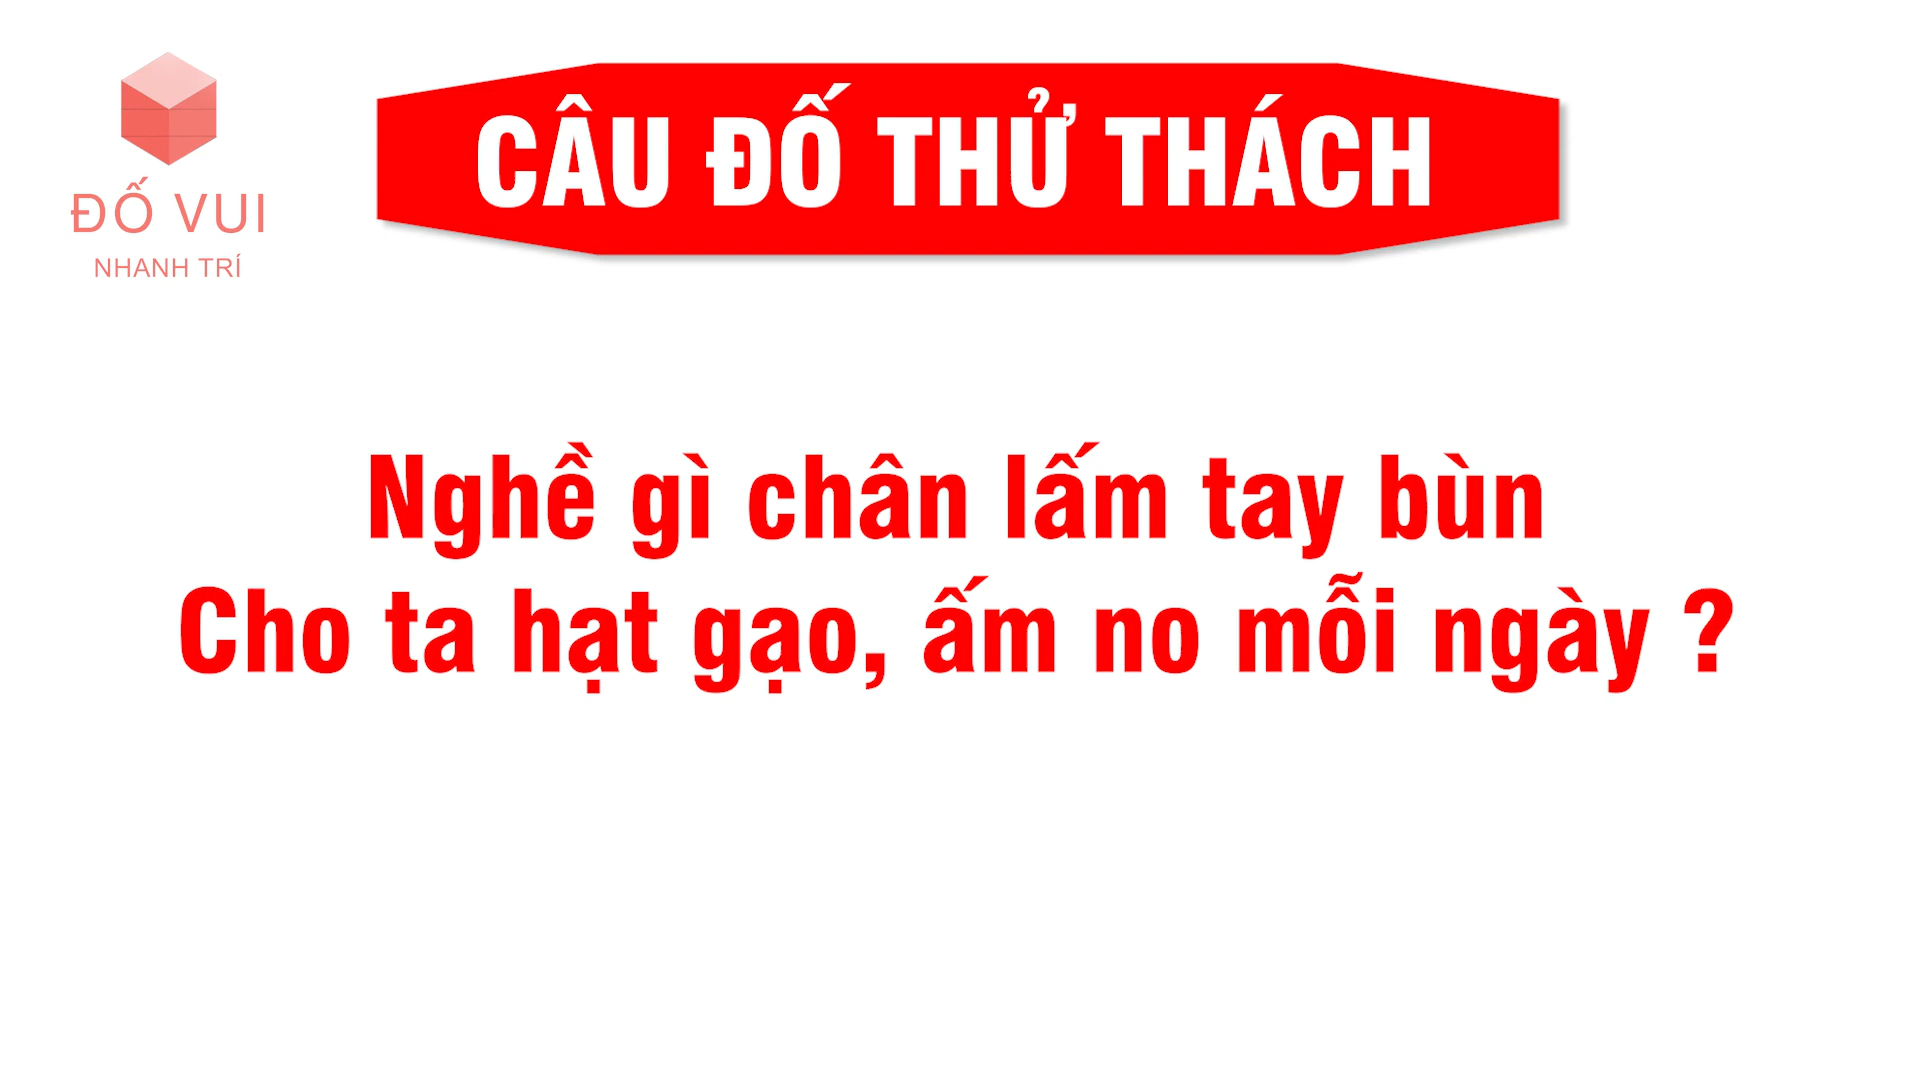 ĐỐ VUI
NHANH TRÍ
CÂU ĐỐ THỬ THÁCH
Nghề gì chân lấm tay bùn
Cho ta hạt gạo, ấm no mỗi ngày ?